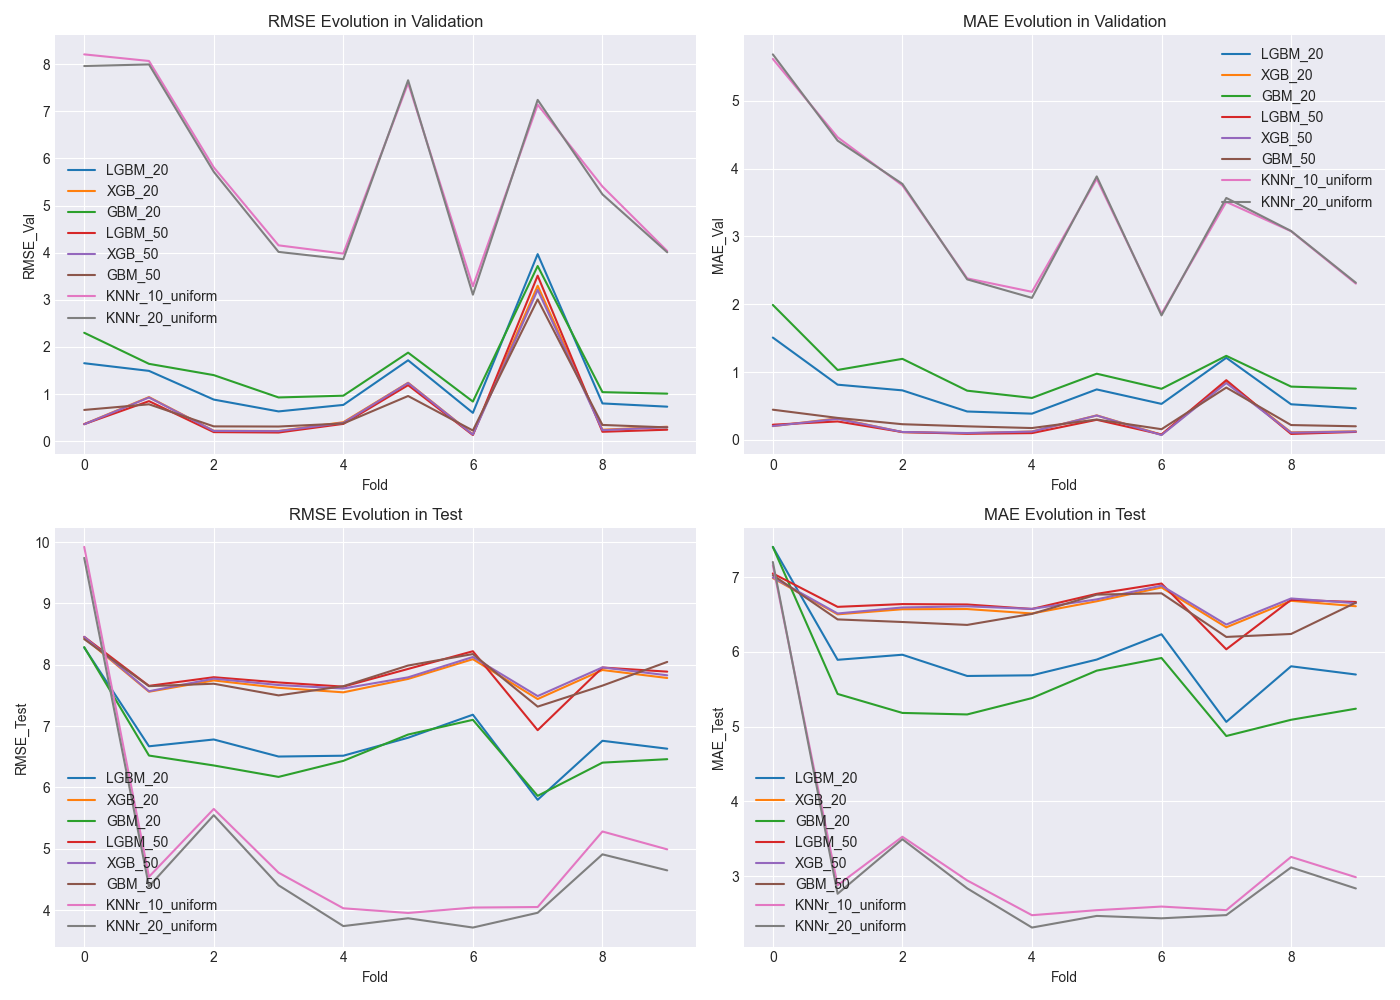 RMSE Evolution in Validation
RMSE_Val
8
7
6
5
4
3
2
1
0
LGBM_20
XGB_20
GBM_20
LGBM_50
XGB_50
GBM_50
KNNr_10_uniform
KNNr_20_uniform
0 2 4 6 8
Fold
MAE Evolution in Validation
MAE_Val
5
4
3
2
1
0
LGBM_20
XGB_20
GBM_20
LGBM_50
XGB_50
GBM_50
KNNr_10_uniform
KNNr_20_uniform
0 2 4 6 8
Fold
RMSE Evolution in Test
RMSE_Test
10
9
8
7
6
5
4
LGBM_20
XGB_20
GBM_20
LGBM_50
XGB_50
GBM_50
KNNr_10_uniform
KNNr_20_uniform
0 2 4 6 8
Fold
MAE Evolution in Test
MAE_Test
7
6
5
4
3
LGBM_20
XGB_20
GBM_20
LGBM_50
XGB_50
GBM_50
KNNr_10_uniform
KNNr_20_uniform
0 2 4 6 8
Fold